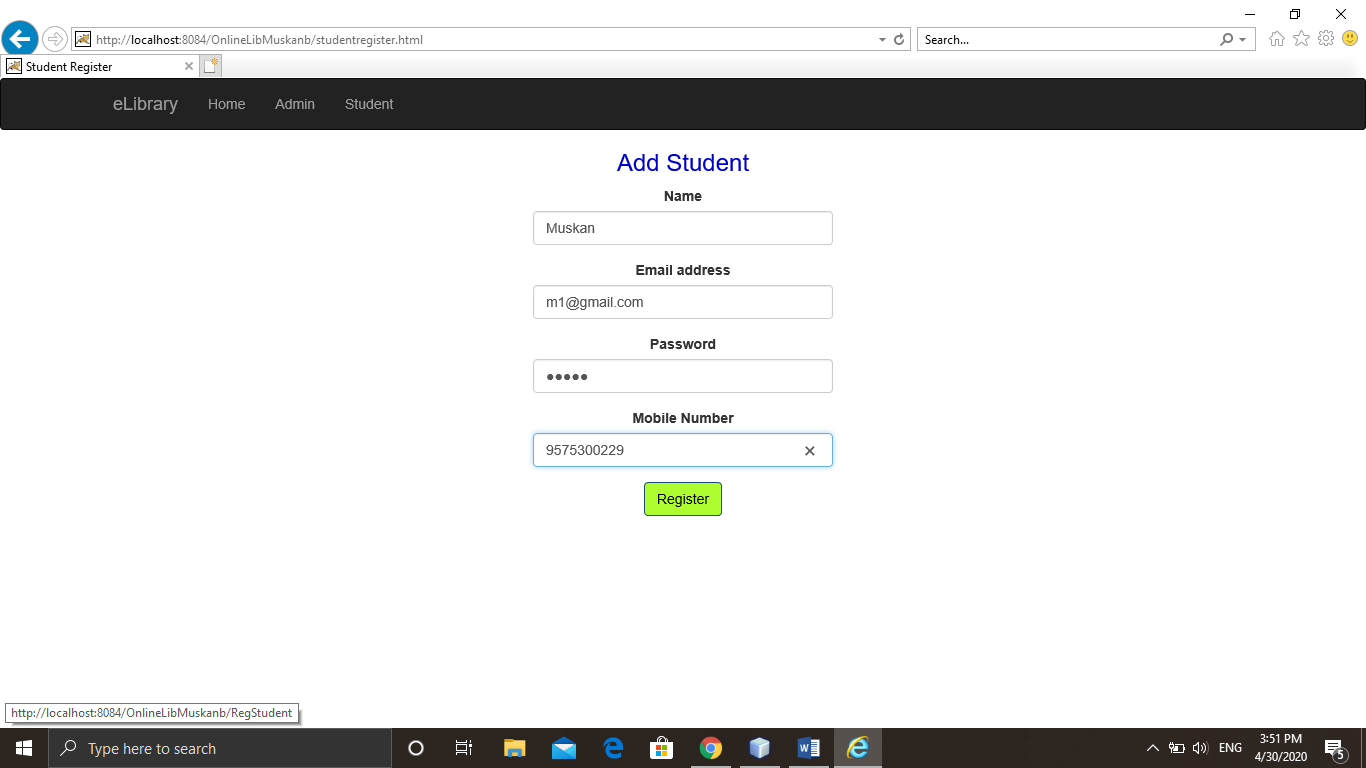 http://localhost:8084/OnlineLibMuskanb/studentregister.html
Search...
Student Register
eLibrary Home Admin Student
Add Student
Name
Muskan
Email address
m1@gmail.com
Password
●●●●●
Mobile Number
9575300229
Register
http://localhost:8084/OnlineLibMuskanb/RegStudent
Type here to search
ENG
3:51 PM
4/30/2020
5